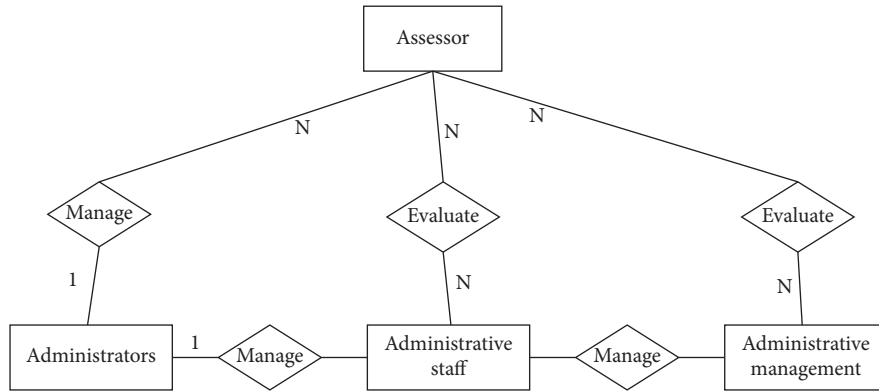 Assessor
N
N
N
Manage
Evaluate
Evaluate
1
N
N
Administrators
1
Manage
Administrative
staff
Manage
Administrative
management